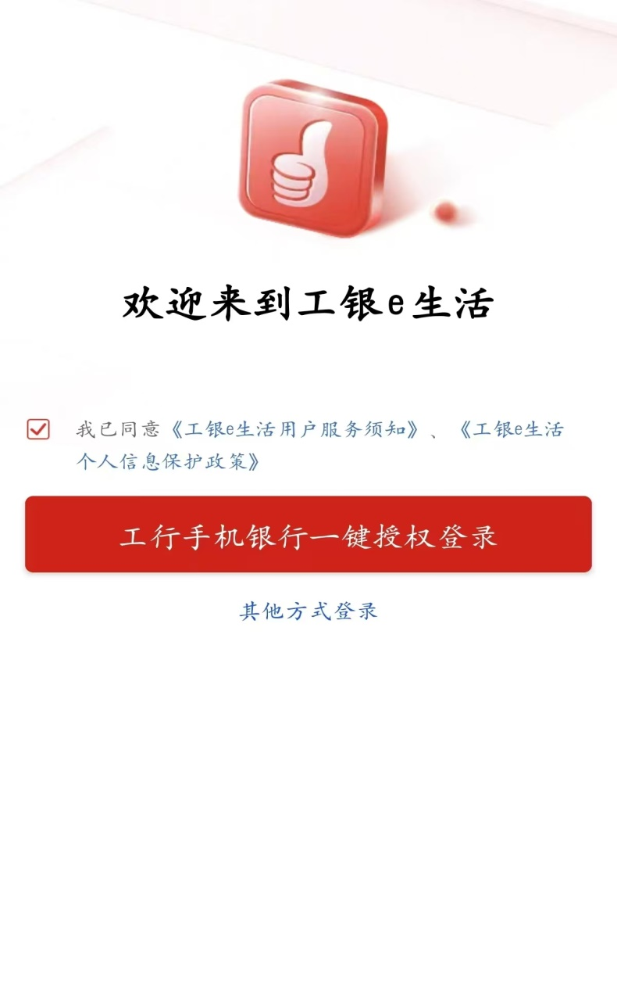 欢迎来到工银e生活
我已同意《工银e生活用户服务须知》、《工银e生活
个人信息保护政策》
工行手机银行一键授权登录
其他方式登录